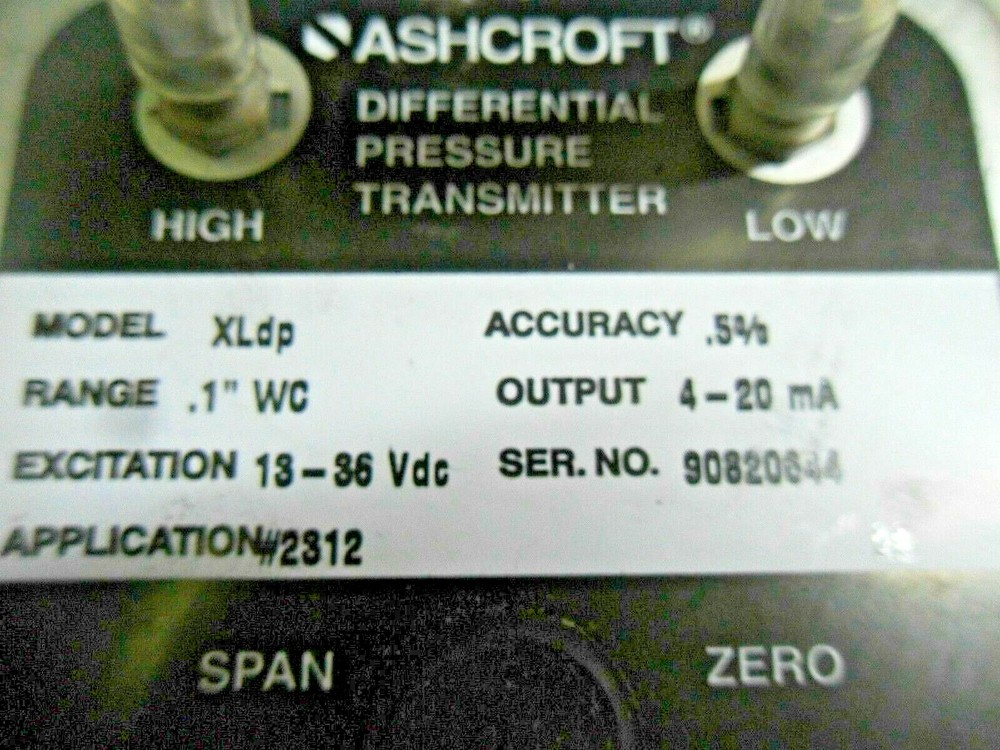 ASHCROFT®
DIFFERENTIAL
PRESSURE
TRANSMITTER
HIGH
LOW
MODEL XLdp
ACCURACY .5%
RANGE .1" WC
OUTPUT 4-20 mA
EXCITATION 13-36 Vdc
SER. NO.
APPLICATION #2312
SPAN
ZERO